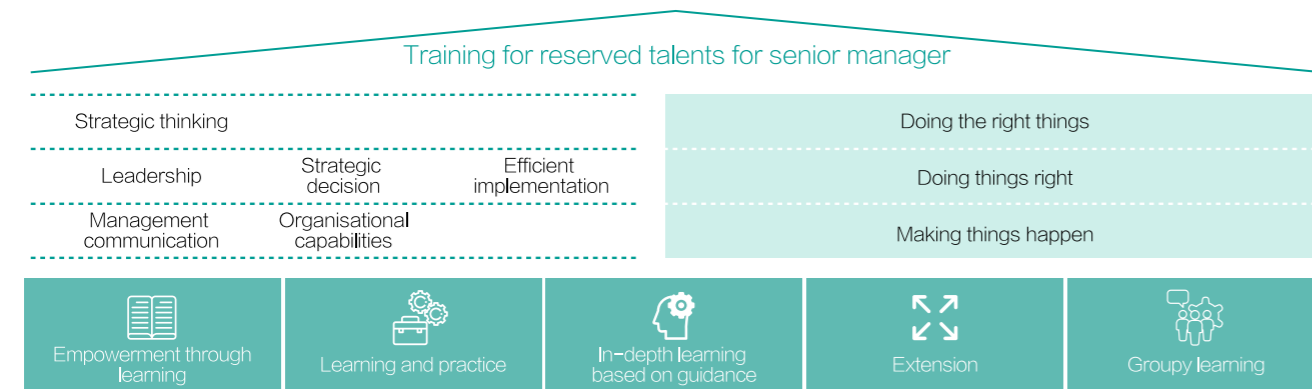 Training for reserved talents for senior manager
Strategic thinking
Doing the right things
Leadership
Strategic
decision
Efficient
implementation
Doing things right
Management
communication
Organisational
capabilities
Making things happen
Empowerment through
learning
Learning and practice
In-depth learning
based on guidance
Extension
Groupy learning